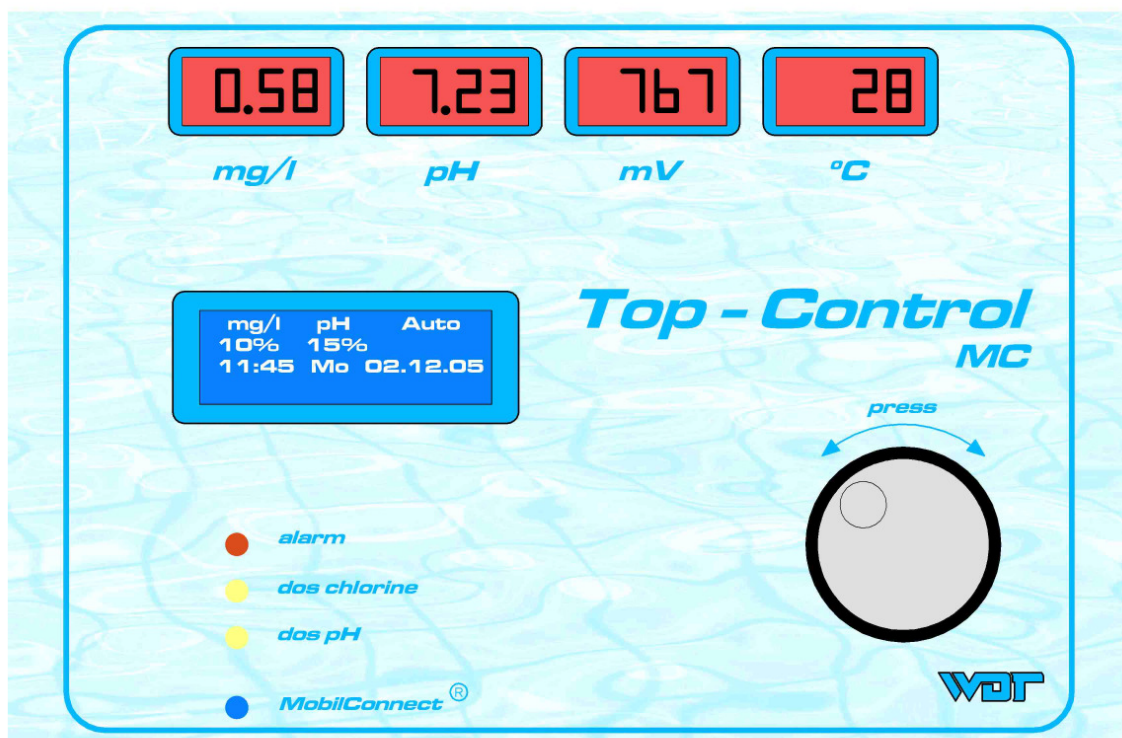 0.58 7.23 767 28
mg/l pH mV °C
Top - Control
MC
mg/l pH Auto
10% 15%
11:45 Mo 02.12.05
press
alarm
dos chlorine
dos pH
MobilConnect ®
WDT